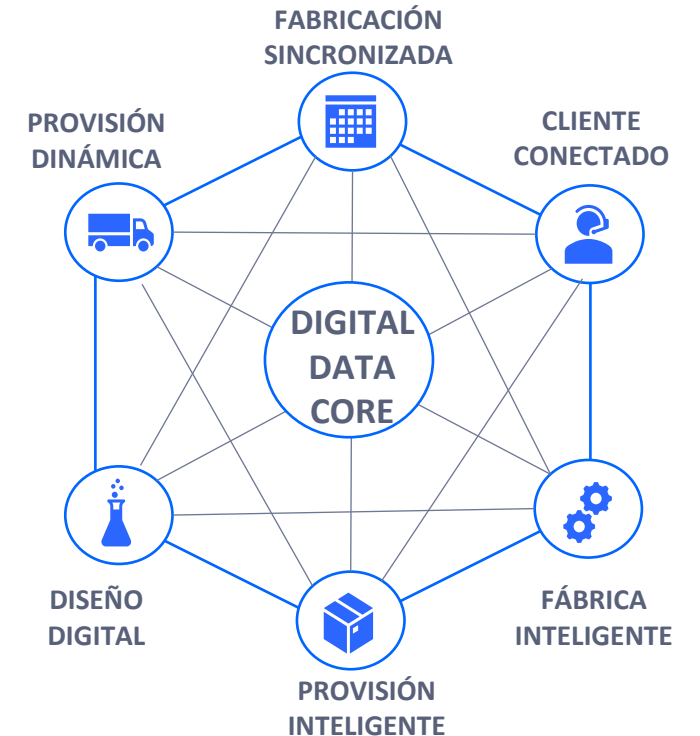 FABRICACIÓN
SINCRONIZADA
PROVISIÓN
DINÁMICA
CLIENTE
CONECTADO
DIGITAL
DATA
CORE
DISEÑO
DIGITAL
FÁBRICA
INTELIGENTE
PROVISIÓN
INTELIGENTE